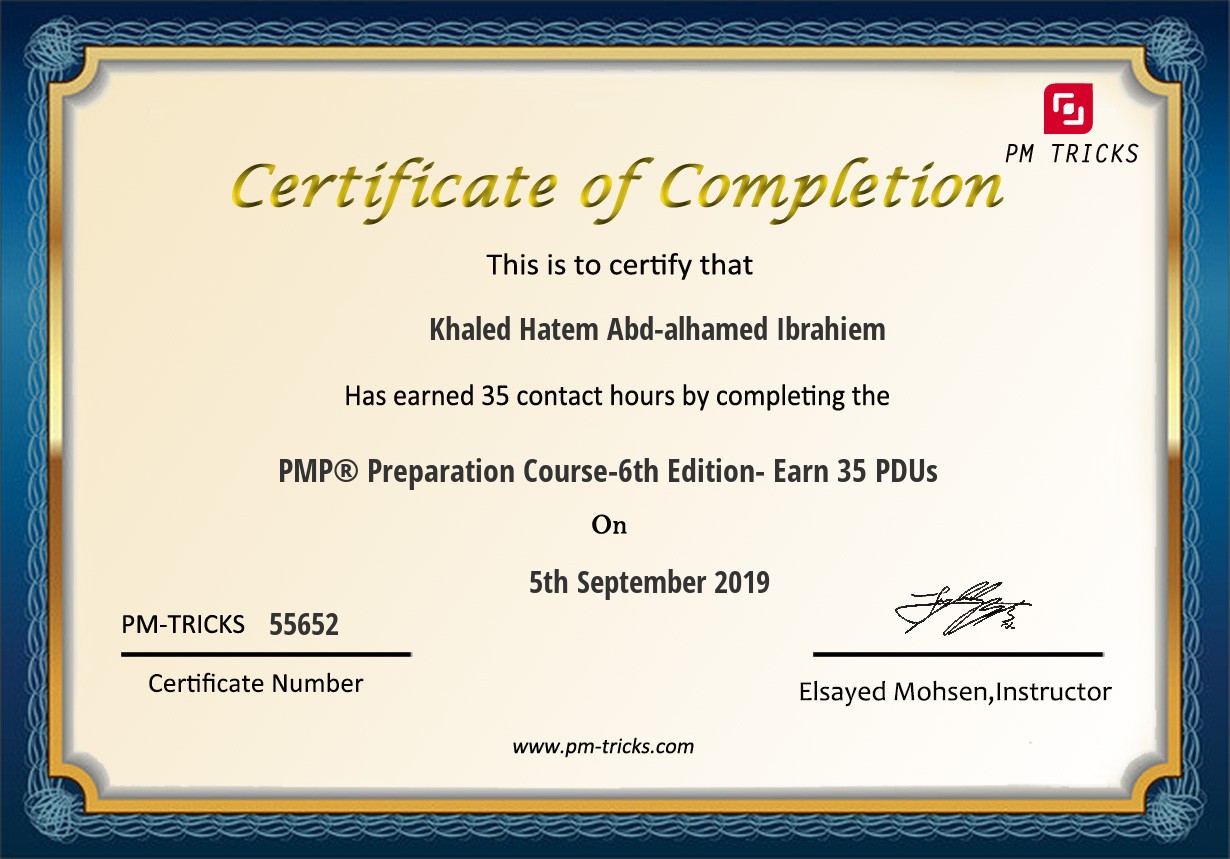 PM TRICKS
Certificate of Completion
This is to certify that
Khaled Hatem Abd-alhamed Ibrahiem
Has earned 35 contact hours by completing the
PMP® Preparation Course-6th Edition- Earn 35 PDUs
On
5th September 2019
PM-TRICKS 55652
Certificate Number
Elsayed Mohsen,Instructor
www.pm-tricks.com